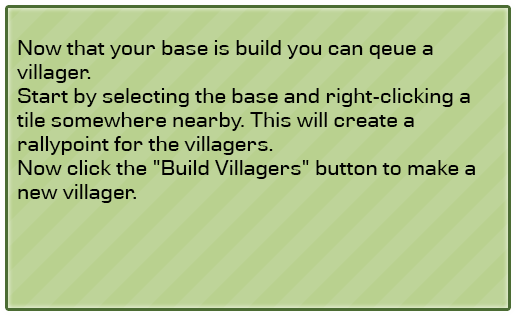 Now that your base is build you can qeue a
villager.
Start by selecting the base and right-clicking a
tile somewhere nearby. This will create a
rallypoint for the villagers.
Now click the "Build Villagers" button to make a
new villager.